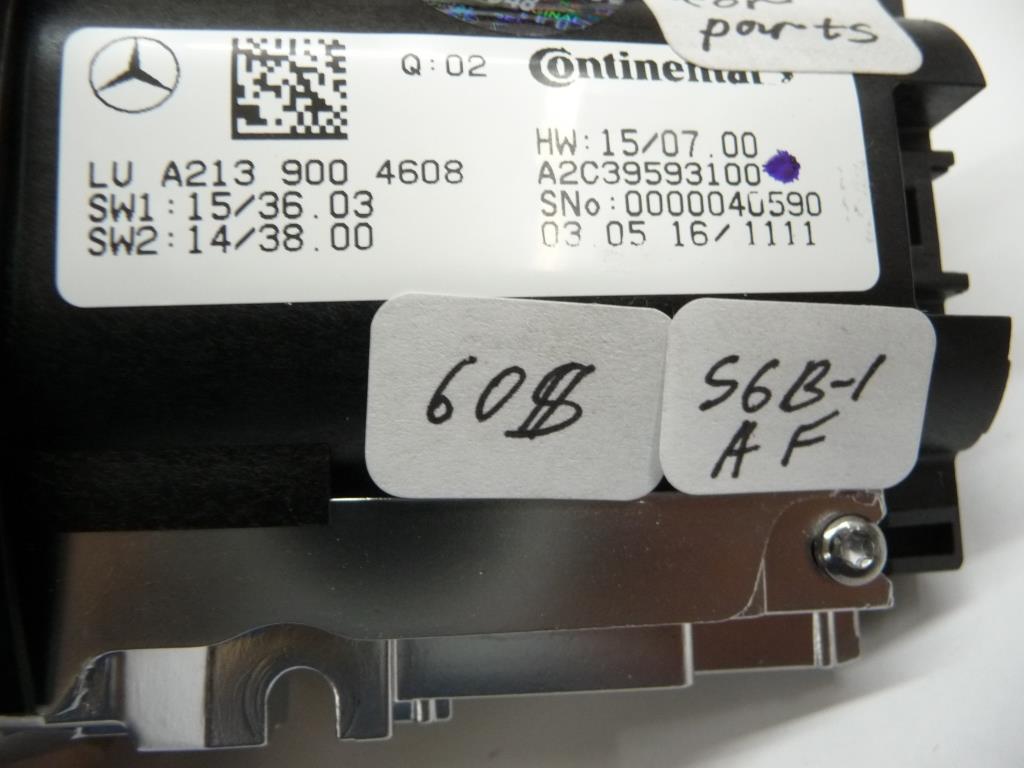 parts
Q:02
Continental
HW:15/07.00
LU A213 900 4608
A2C39593100
SW1:15/36.03
SNo:0000040590
SW2:14/38.00
03 05 16/1111
60$
S6B-1
AF